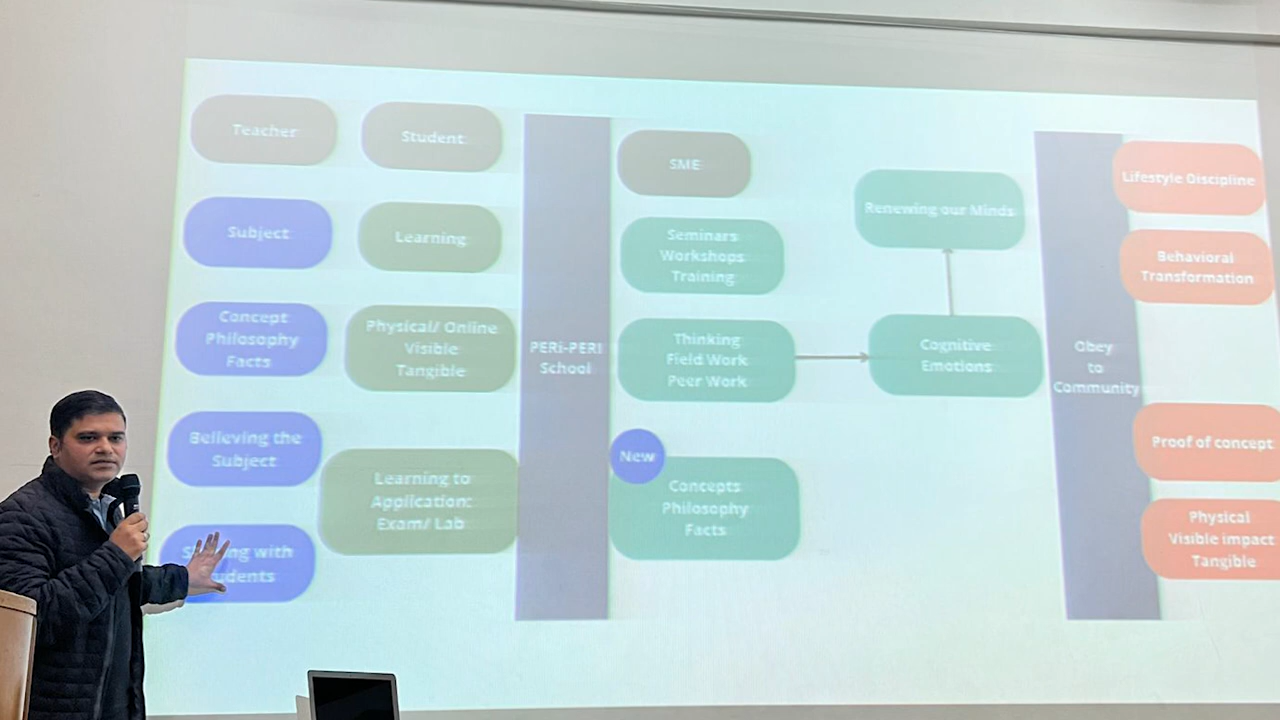 Teacher
Student
SME
Subject
Learning
Seminars
Workshops
Training
Renewing our Minds
Lifestyle Discipline
Behavioral
Transformation
Concept
Philosophy
Facts
Physical/ Online
Visible
Tangible
PERi-PERI
School
Thinking
Field Work
Peer Work
Cognitive
Emotions
Obey
to
Community
Believing the
Subject
Learning to
Application:
Exam/ Lab
New
Concepts
Philosophy
Facts
Proof of concept
Physical
Visible impact
Tangible
with